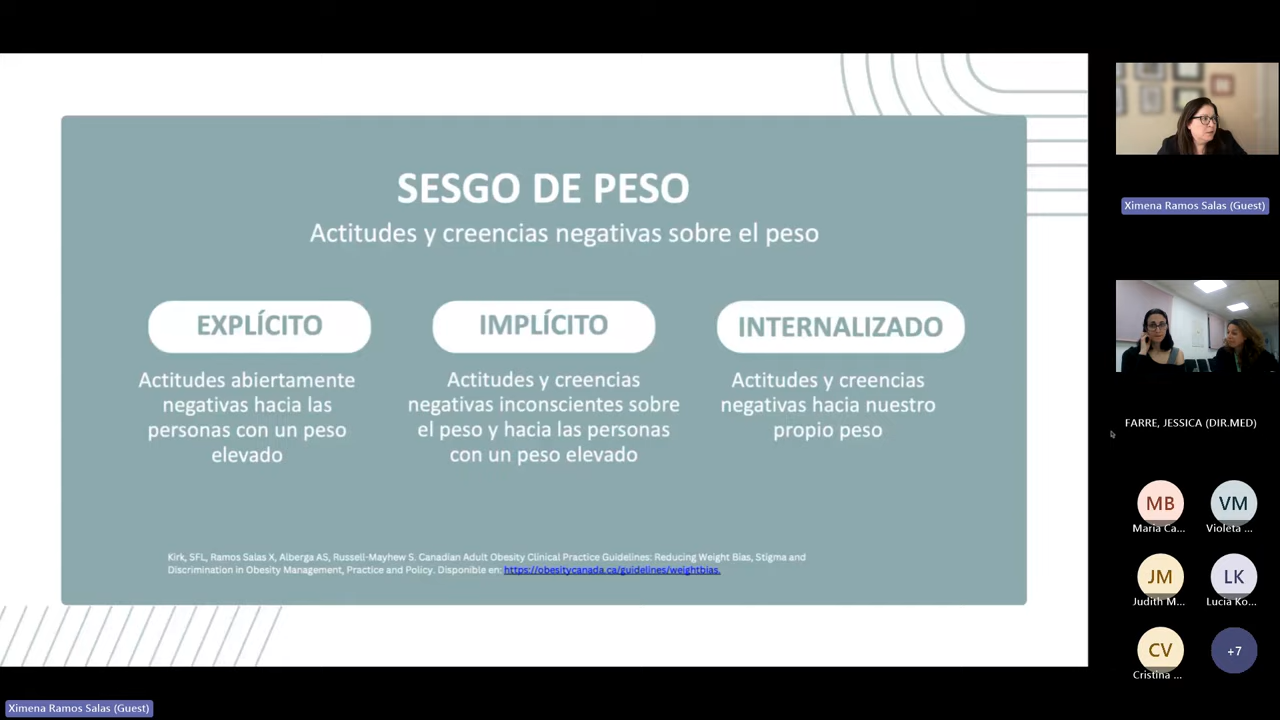 SESGO DE PESO
Actitudes y creencias negativas sobre el peso
EXPLÍCITO
Actitudes abiertamente
negativas hacia las
personas con un peso
elevado
IMPLÍCITO
Actitudes y creencias
negativas inconscientes sobre
el peso y hacia las personas
con un peso elevado
INTERNALIZADO
Actitudes y creencias
negativas hacia nuestro
propio peso
Kirk, SFL, Ramos Salas X, Alberga AS, Russell-Mayhew S. Canadian Adult Obesity Clinical Practice Guidelines: Reducing Weight Bias, Stigma and
Discrimination in Obesity Management, Practice and Policy. Disponible en: https://obesitycanada.ca/guidelines/weightbias.
Ximena Ramos Salas (Guest)
FARRE, JESSICA (DIR.MED)
MB
Maria Ca...
VM
Violeta ...
JM
Judith M...
LK
Lucia Ko...
CV
Cristina ...
+7
Ximena Ramos Salas (Guest)